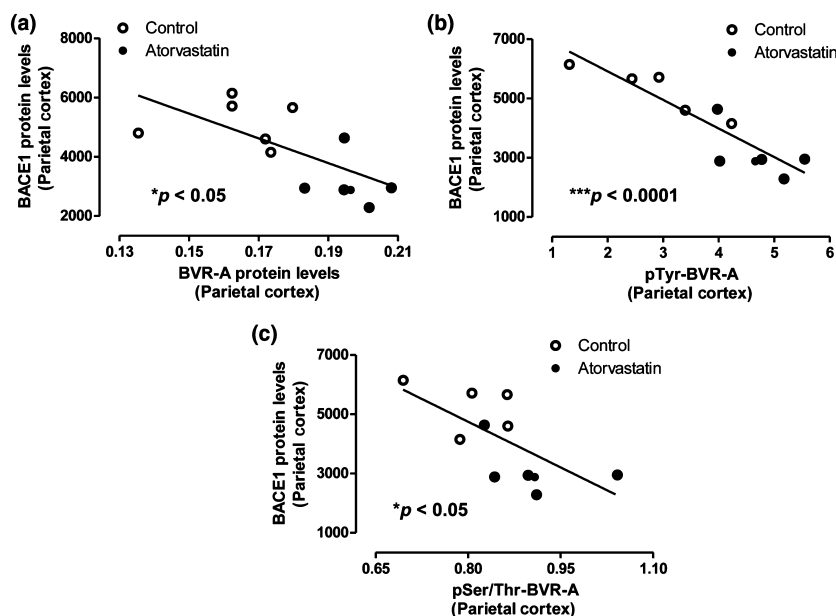 (a)
Control
Atorvastatin
BACE1 protein levels
(Parietal cortex)
8000
6000
4000
2000
*p < 0.05
0.13 0.15 0.17 0.19 0.21
BVR-A protein levels
(Parietal cortex)
(b)
Control
Atorvastatin
BACE1 protein levels
(Parietal cortex)
7000
5000
3000
1000
***p < 0.0001
1 2 3 4 5 6
pTyr-BVR-A
(Parietal cortex)
(c)
Control
Atorvastatin
BACE1 protein levels
(Parietal cortex)
7000
5000
3000
1000
*p < 0.05
0.65 0.80 0.95 1.10
pSer/Thr-BVR-A
(Parietal cortex)